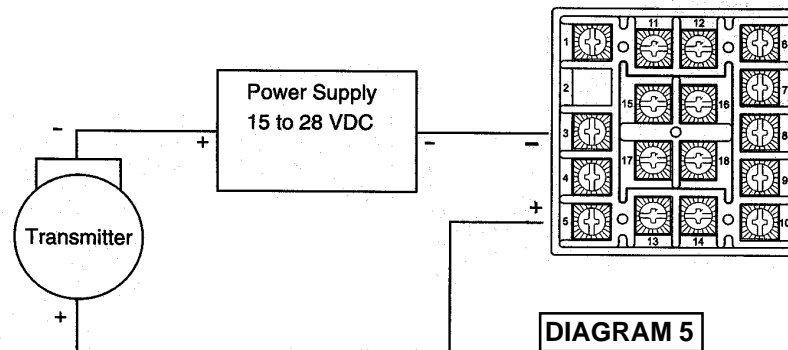 Power Supply
15 to 28 VDC
- + - -
Transmitter
+ +
1 11 12 6
2 7
15 16
3 8
17 18
4 9
5 13 14 10
DIAGRAM 5